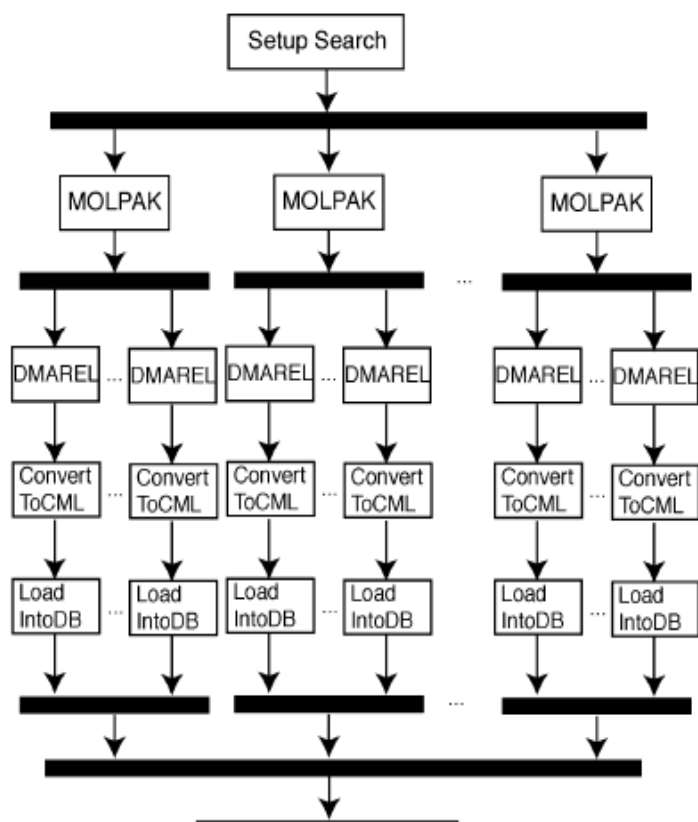 Setup Search
MOLPAK MOLPAK MOLPAK
...
DMAREL ... DMAREL DMAREL ... DMAREL DMAREL ... DMAREL
Convert ... Convert Convert ... Convert Convert ... Convert
ToCML ToCML ToCML ToCML ToCML ToCML
Load ... Load Load ... Load Load ... Load
IntoDB IntoDB IntoDB IntoDB IntoDB IntoDB
...